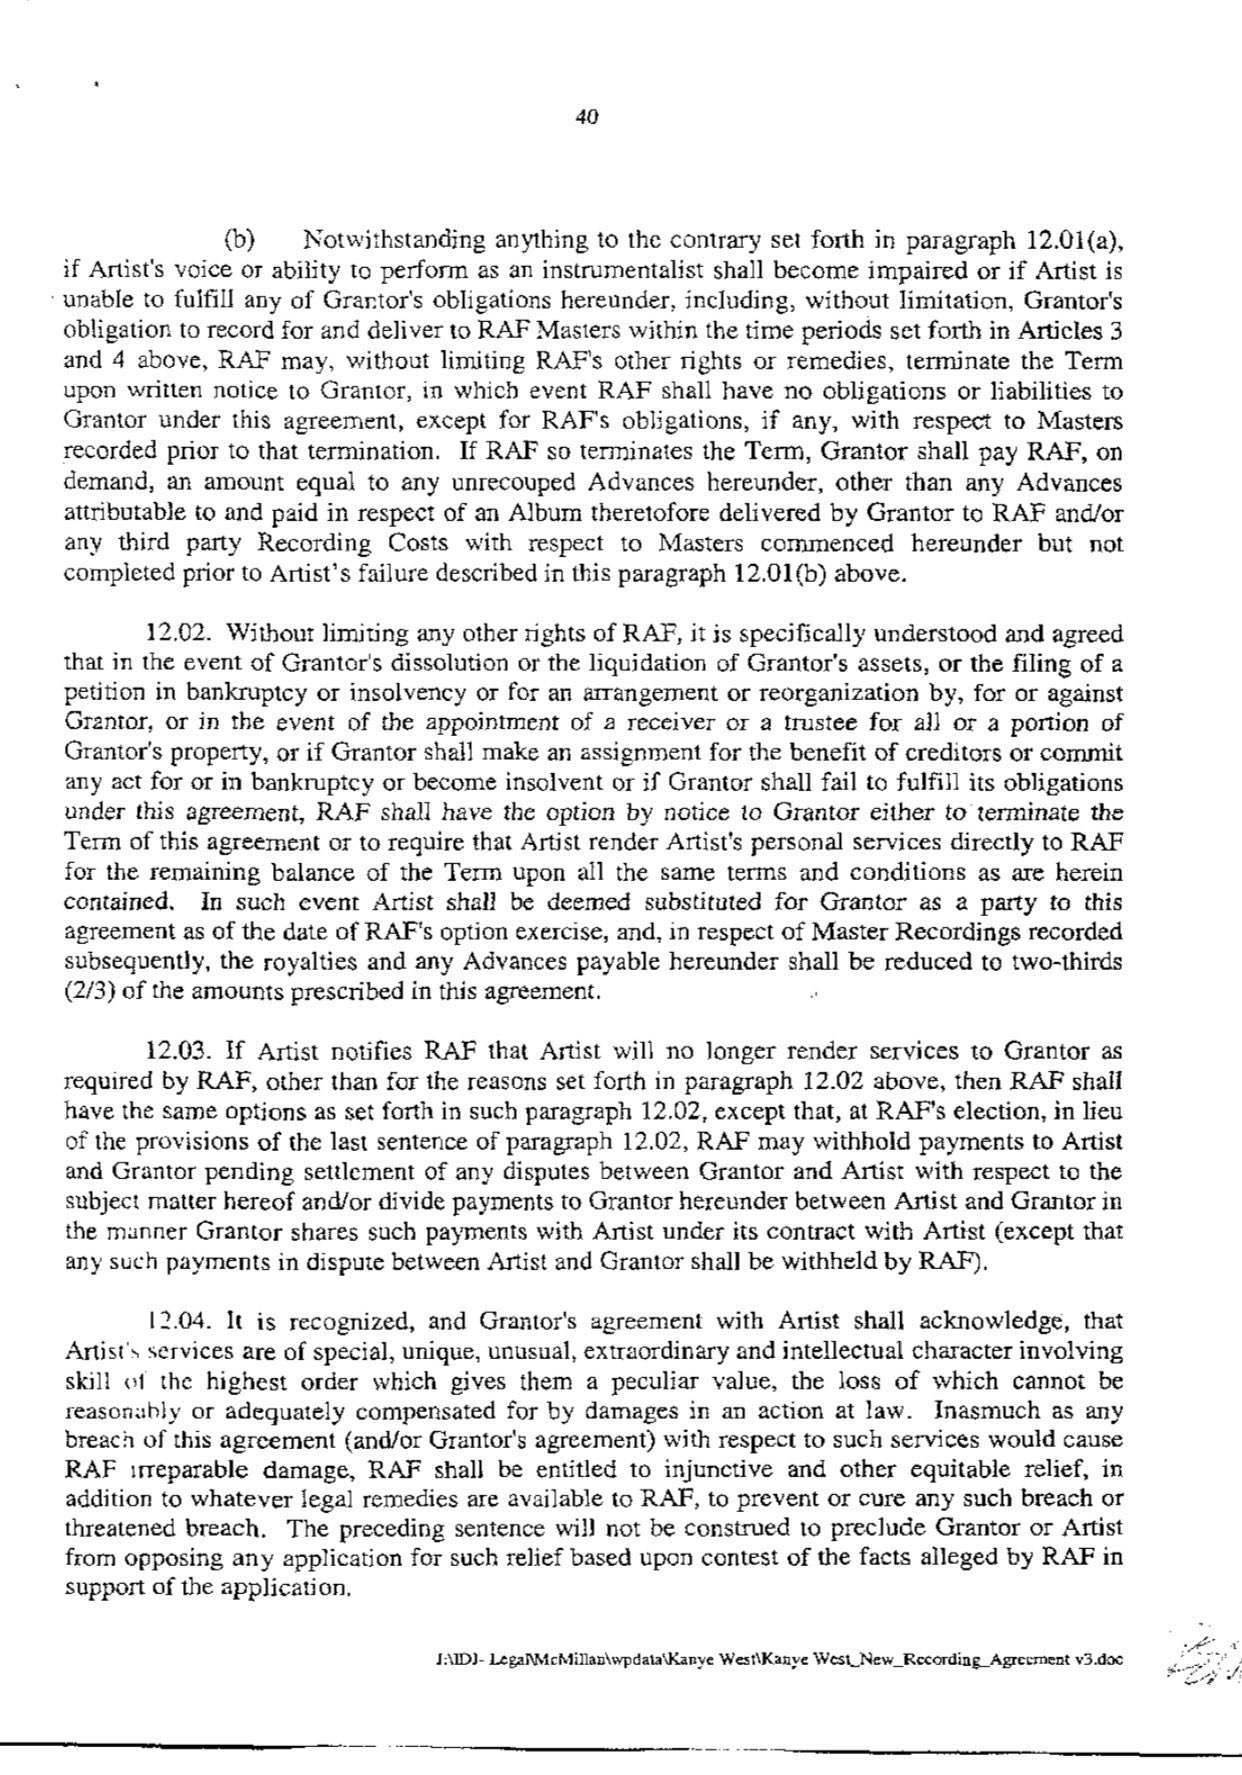 40
(b) Notwithstanding anything to the contrary set forth in paragraph 12.01(a),
if Artist's voice or ability to perform as an instrumentalist shall become impaired or if Artist is
unable to fulfill any of Grantor's obligations hereunder, including, without limitation, Grantor's
obligation to record for and deliver to RAF Masters within the time periods set forth in Articles 3
and 4 above, RAF may, without limiting RAF's other rights or remedies, terminate the Term
upon written notice to Grantor, in which event RAF shall have no obligations or liabilities to
Grantor under this agreement, except for RAF's obligations, if any, with respect to Masters
recorded prior to that termination. If RAF so terminates the Term, Grantor shall pay RAF, on
demand, an amount equal to any unrecouped Advances hereunder, other than any Advances
attributable to and paid in respect of an Album theretofore delivered by Grantor to RAF and/or
any third party Recording Costs with respect to Masters commenced hereunder but not
completed prior to Artist's failure described in this paragraph 12.01(b) above.
12.02. Without limiting any other rights of RAF, it is specifically understood and agreed
that in the event of Grantor's dissolution or the liquidation of Grantor's assets, or the filing of a
petition in bankruptcy or insolvency or for an arrangement or reorganization by, for or against
Grantor, or in the event of the appointment of a receiver or a trustee for all or a portion of
Grantor's property, or if Grantor shall make an assignment for the benefit of creditors or commit
any act for or in bankruptcy or become insolvent or if Grantor shall fail to fulfill its obligations
under this agreement, RAF shall have the option by notice to Grantor either to terminate the
Term of this agreement or to require that Artist render Artist's personal services directly to RAF
for the remaining balance of the Term upon all the same terms and conditions as are herein
contained. In such event Artist shall be deemed substituted for Grantor as a party to this
agreement as of the date of RAF's option exercise, and, in respect of Master Recordings recorded
subsequently, the royalties and any Advances payable hereunder shall be reduced to two-thirds
(2/3) of the amounts prescribed in this agreement.
12.03. If Artist notifies RAF that Artist will no longer render services to Grantor as
required by RAF, other than for the reasons set forth in paragraph 12.02 above, then RAF shall
have the same options as set forth in such paragraph 12.02, except that, at RAF's election, in lieu
of the provisions of the last sentence of paragraph 12.02, RAF may withhold payments to Artist
and Grantor pending settlement of any disputes between Grantor and Artist with respect to the
subject matter hereof and/or divide payments to Grantor hereunder between Artist and Grantor in
the manner Grantor shares such payments with Artist under its contract with Artist (except that
any such payments in dispute between Artist and Grantor shall be withheld by RAF).
12.04. It is recognized, and Grantor's agreement with Artist shall acknowledge, that
Artist's services are of special, unique, unusual, extraordinary and intellectual character involving
skill of the highest order which gives them a peculiar value, the loss of which cannot be
reasonably or adequately compensated for by damages in an action at law. Inasmuch as any
breach of this agreement (and/or Grantor's agreement) with respect to such services would cause
RAF irreparable damage, RAF shall be entitled to injunctive and other equitable relief, in
addition to whatever legal remedies are available to RAF, to prevent or cure any such breach or
threatened breach. The preceding sentence will not be construed to preclude Grantor or Artist
from opposing any application for such relief based upon contest of the facts alleged by RAF in
support of the application.
J:\IDJ- Legal\McMillan\wpdata\Kanye West\Kanye West_New_Recording_Agreement v3.doc